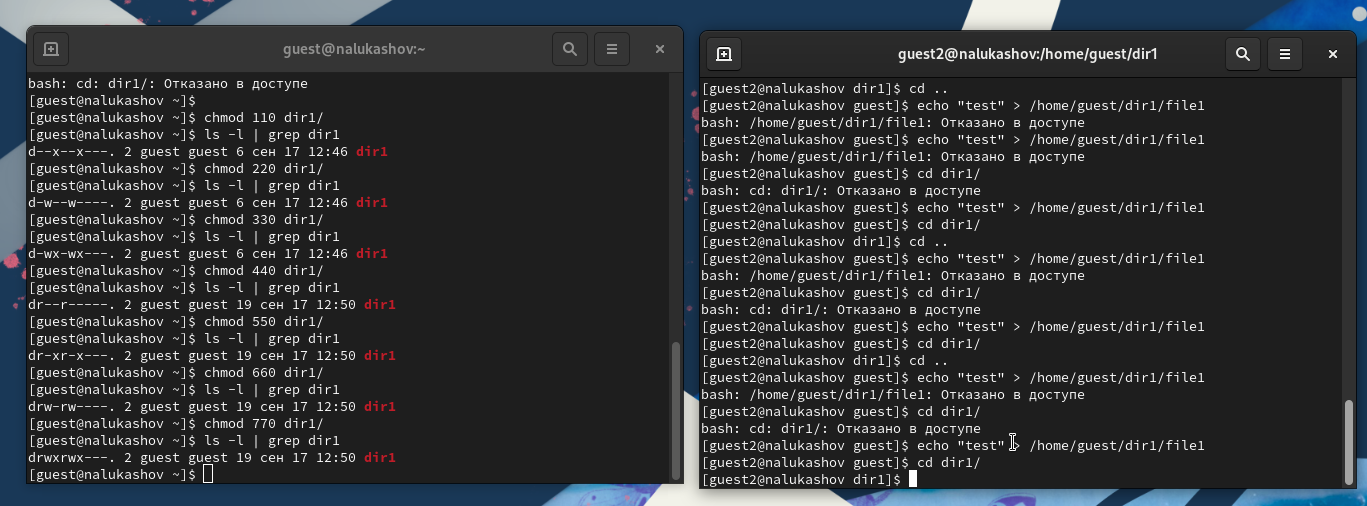 guest@nalukashov:~
bash: cd: dir1/: Отказано в доступе
[guest@nalukashov ~]$
[guest@nalukashov ~]$ chmod 110 dir1/
[guest@nalukashov ~]$ ls -l | grep dir1
d--x--x---. 2 guest guest 6 сен 17 12:46 dir1
[guest@nalukashov ~]$ chmod 220 dir1/
[guest@nalukashov ~]$ ls -l | grep dir1
d-w--w----. 2 guest guest 6 сен 17 12:46 dir1
[guest@nalukashov ~]$ chmod 330 dir1/
[guest@nalukashov ~]$ ls -l | grep dir1
d-wx-wx---. 2 guest guest 6 сен 17 12:46 dir1
[guest@nalukashov ~]$ chmod 440 dir1/
[guest@nalukashov ~]$ ls -l | grep dir1
dr--r-----. 2 guest guest 19 сен 17 12:50 dir1
[guest@nalukashov ~]$ chmod 550 dir1/
[guest@nalukashov ~]$ ls -l | grep dir1
dr-xr-x---. 2 guest guest 19 сен 17 12:50 dir1
[guest@nalukashov ~]$ chmod 660 dir1/
[guest@nalukashov ~]$ ls -l | grep dir1
drw-rw----. 2 guest guest 19 сен 17 12:50 dir1
[guest@nalukashov ~]$ chmod 770 dir1/
[guest@nalukashov ~]$ ls -l | grep dir1
drwxrwx---. 2 guest guest 19 сен 17 12:50 dir1
[guest@nalukashov ~]$
guest2@nalukashov:/home/guest/dir1
[guest2@nalukashov dir1]$ cd ..
[guest2@nalukashov guest]$ echo "test" > /home/guest/dir1/file1
bash: /home/guest/dir1/file1: Отказано в доступе
[guest2@nalukashov guest]$ echo "test" > /home/guest/dir1/file1
bash: /home/guest/dir1/file1: Отказано в доступе
[guest2@nalukashov guest]$ cd dir1/
bash: cd: dir1/: Отказано в доступе
[guest2@nalukashov guest]$ echo "test" > /home/guest/dir1/file1
[guest2@nalukashov guest]$ cd dir1/
[guest2@nalukashov dir1]$ cd ..
[guest2@nalukashov guest]$ echo "test" > /home/guest/dir1/file1
bash: /home/guest/dir1/file1: Отказано в доступе
[guest2@nalukashov guest]$ cd dir1/
bash: cd: dir1/: Отказано в доступе
[guest2@nalukashov guest]$ echo "test" > /home/guest/dir1/file1
[guest2@nalukashov guest]$ cd dir1/
[guest2@nalukashov dir1]$ cd ..
[guest2@nalukashov guest]$ echo "test" > /home/guest/dir1/file1
bash: /home/guest/dir1/file1: Отказано в доступе
[guest2@nalukashov guest]$ cd dir1/
bash: cd: dir1/: Отказано в доступе
[guest2@nalukashov guest]$ echo "test" > /home/guest/dir1/file1
[guest2@nalukashov guest]$ cd dir1/
[guest2@nalukashov dir1]$